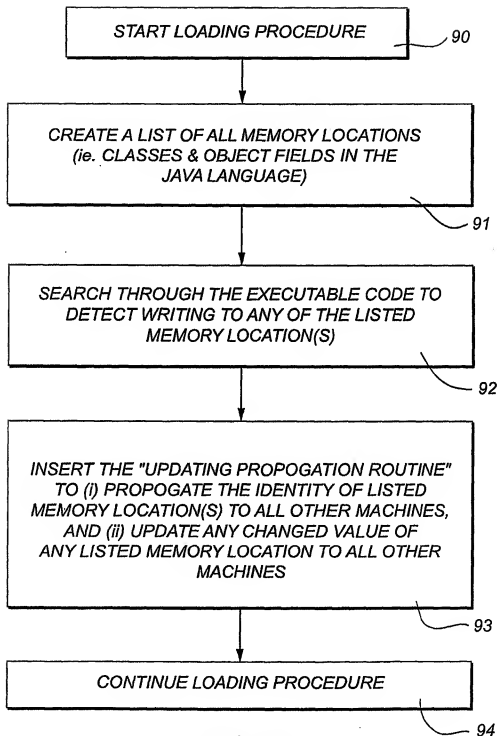 START LOADING PROCEDURE
90
CREATE A LIST OF ALL MEMORY LOCATIONS
(ie. CLASSES & OBJECT FIELDS IN THE
JAVA LANGUAGE)
91
SEARCH THROUGH THE EXECUTABLE CODE TO
DETECT WRITING TO ANY OF THE LISTED
MEMORY LOCATION(S)
92
INSERT THE "UPDATING PROPOGATION ROUTINE"
TO (i) PROPOGATE THE IDENTITY OF LISTED
MEMORY LOCATION(S) TO ALL OTHER MACHINES,
AND (ii) UPDATE ANY CHANGED VALUE OF
ANY LISTED MEMORY LOCATION TO ALL OTHER
MACHINES
93
CONTINUE LOADING PROCEDURE
94